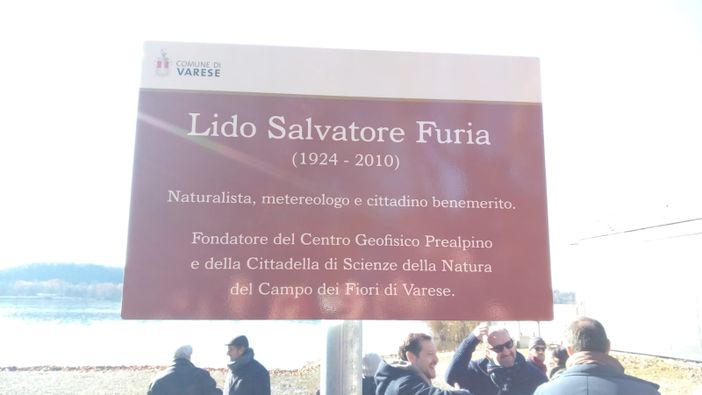 COMUNE DI
VARESE
Lido Salvatore Furia
(1924 - 2010)
Naturalista, metereologo e cittadino benemerito.
Fondatore del Centro Geofisico Prealpino
e della Cittadella di Scienze della Natura
del Campo dei Fiori di Varese.